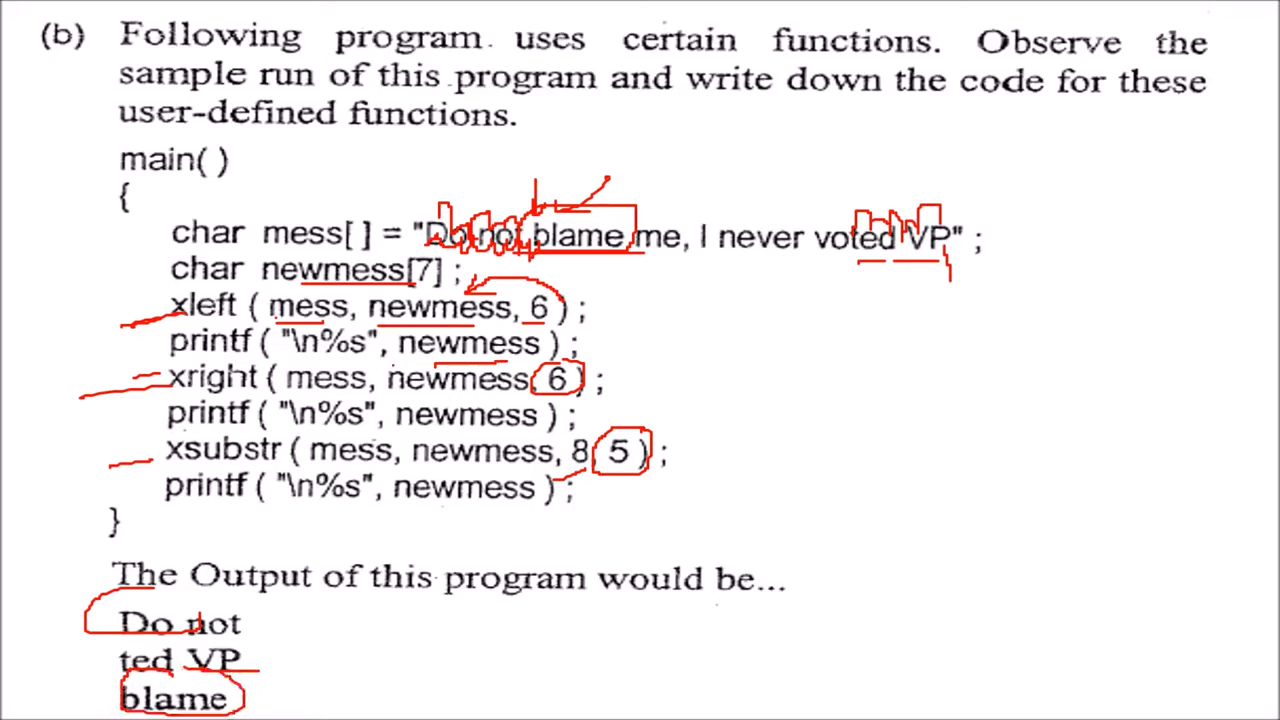 (b) Following program uses certain functions. Observe the
sample run of this program and write down the code for these
user-defined functions.
main( )
{
char mess[ ] = "Do not blame me, I never voted VP" ;
char newmess[7] ;
xleft ( mess, newmess, 6 ) ;
printf ( "\n%s", newmess ) ;
xright ( mess, newmess, 6 ) ;
printf ( "\n%s", newmess ) ;
xsubstr ( mess, newmess, 8, 5 ) ;
printf ( "\n%s", newmess ) ;
}
The Output of this program would be...
Do not
ted VP
blame